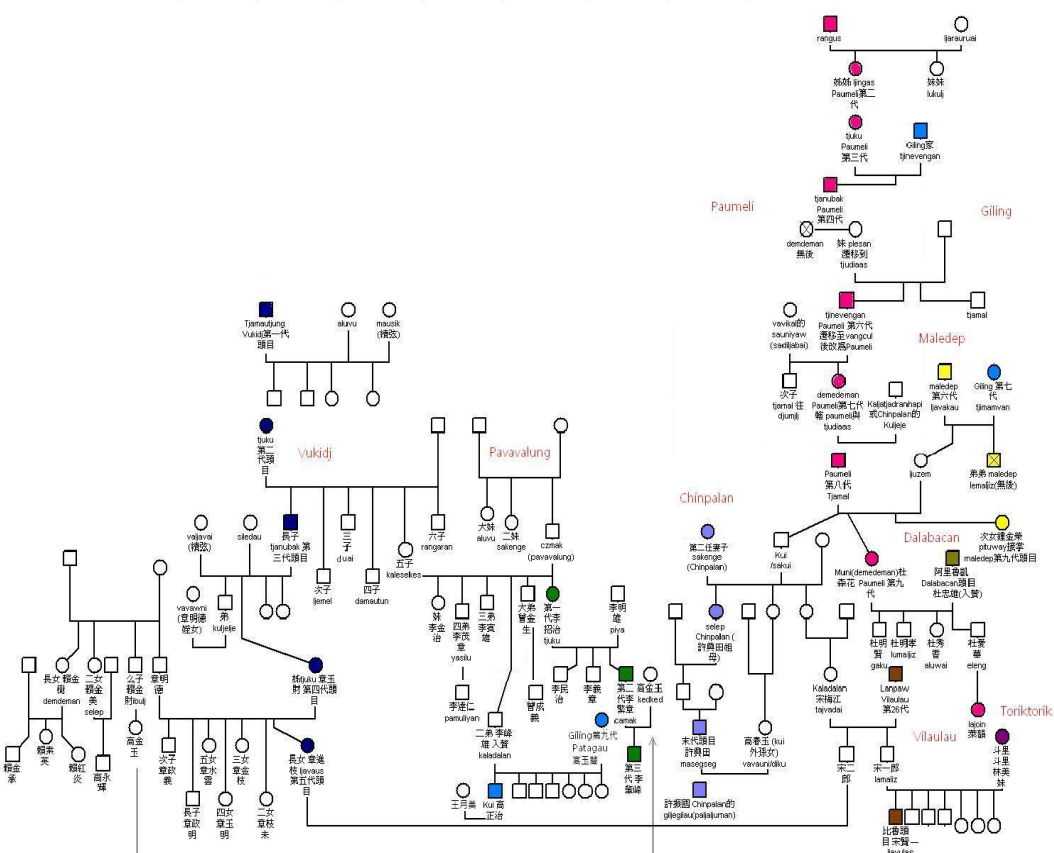 rangus
ljarauruai
姊姊 ljingas
Paumeli第二
代
妹妹
lukulj
tjuku
Paumeli
第三代
Giling家
tjinevengan
tjanubak
Paumeli
第四代
Paumeli
Giling
demdeman
無後
妹 plesan
遷移到
tjudiaas
tjinevengan
Paumeli 第六代
遷移至vangcul
後改為Paumeli
tjamal
vavikai的
sauniyaw
(sadiljabai)
Maledep
次子
tjamal 往
djumulj
demedeman
Paumeli第七代
轄 paumeli與
tjudiaas
Kaljatjadranhapi
或Chinpalan的
Kuljeje
maledep
第六代
ljavakau
Giling 第七
代
tjimamvan
Paumeli
第八代
Tjamal
ljuzem
弟弟 maledep
lemaljiz(無後)
Tjamautjung
Vukidj第一代
頭目
aluvu
mausik
(續弦)
tjuku
第二
代頭
目
Vukidj
Pavavalung
Chinpalan
Dalabacan
valjavai
(續弦)
siledau
長子
tjanubak 第
三代頭目
次子
ljemel
三
子
duai
四子
damautun
五子
kalesekes
六子
rangaran
大妹
aluvu
二妹
sakenge
czmak
(pavavalung)
第二任妻子
sakenge
(Chinpalan)
Kui
/sakui
Muni(demedeman)杜
森花 Paumeli 第九
代
阿里魯凱
Dalabacan頭目
杜忠雄(入贅)
次女鍾金榮
pituway接掌
maledep第九代頭目
vavawni
(章明德
姪女)
弟
kuljelje
妹
李金
治
四弟
李茂
章
yasilu
三弟
李賓
雄
大弟
曾金
生
第一
代李
招治
tjuku
李明
雄
piya
selep
Chinpalan (
許興田祖
母)
杜明
賢
gaku
杜明孝
lumaljiz
杜秀
香
aluwai
杜愛
華
eleng
長女 賴金
樹
demdeman
二女
賴金
美
selep
么子
賴金
財ibulj
章明
德
姊tjuku 章玉
財 第四代頭
目
李達仁
pamuliyan
曾成
義
李民
治
李義
章
第二
代李
繁章
camak
高金玉
kedked
Kaladalan
宋梅江
tajvadai
Lanpaw
Vilaulau
第26代
lajoin
葉韻
Toriktorik
賴金
承
賴素
英
賴紅
炎
高永
輝
高金
玉
次子
章政
義
五女
章水
雲
三女
章金
枝
長女 章進
枝 ljavaus
第五代頭
目
二弟 李峰
雄 入贅
kaladalan
Giling第九代
Patagau
高玉蘭
第三
代 李
肇峰
末代頭目
許興田
masegseg
高春玉 (kui
外孫女)
vavauni/diku
Vilaulau
斗里
斗里
林美
妹
長子
章政
明
四女
章玉
明
二女
章枝
未
王月美
Kui 高
正治
許振國 Chinpalan的
giljegilau(paljaljuman)
宋二
郎
宋一郎
lamaliz
比魯頭
目 宋賢一
ljavulas